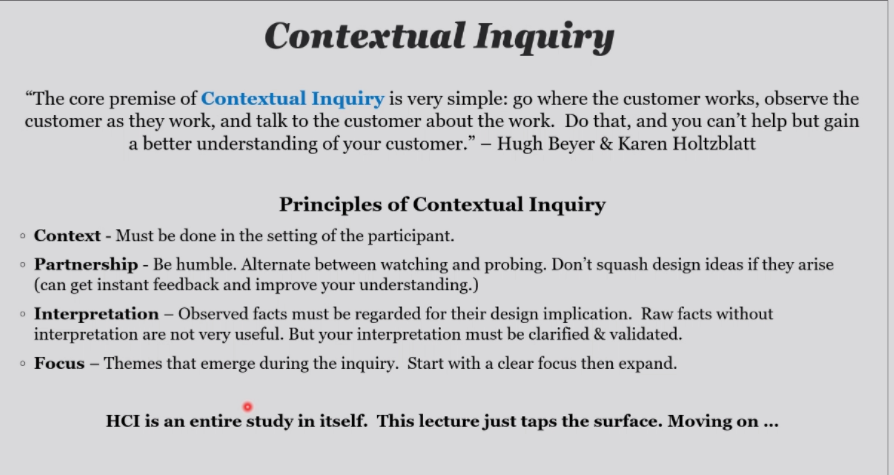 Contextual Inquiry
“The core premise of Contextual Inquiry is very simple: go where the customer works, observe the
customer as they work, and talk to the customer about the work.  Do that, and you can’t help but gain
a better understanding of your customer.” – Hugh Beyer & Karen Holtzblatt
Principles of Contextual Inquiry
◦ Context - Must be done in the setting of the participant.
◦ Partnership - Be humble. Alternate between watching and probing. Don’t squash design ideas if they arise
(can get instant feedback and improve your understanding.)
◦ Interpretation – Observed facts must be regarded for their design implication.  Raw facts without
interpretation are not very useful. But your interpretation must be clarified & validated.
◦ Focus – Themes that emerge during the inquiry.  Start with a clear focus then expand.
HCI is an entire study in itself.  This lecture just taps the surface. Moving on ...